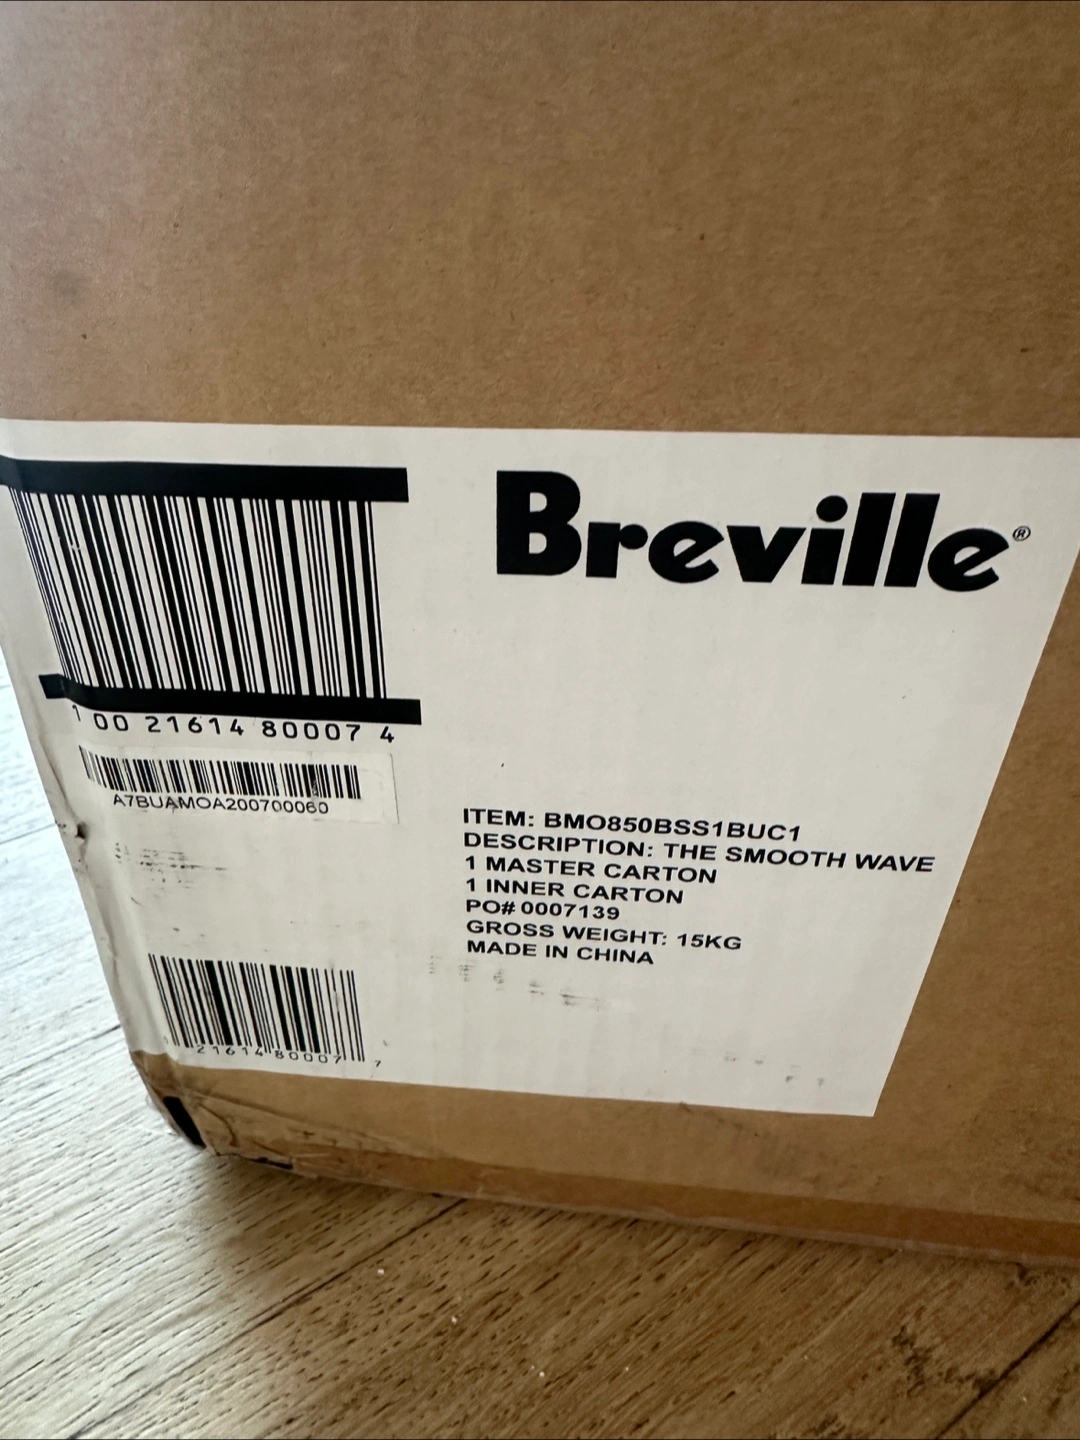 Breville®
1 00 21614 80007 4
A7BUAMOA200700060
ITEM: BMO850BSS1BUC1
DESCRIPTION: THE SMOOTH WAVE
1 MASTER CARTON
1 INNER CARTON
PO# 0007139
GROSS WEIGHT: 15KG
MADE IN CHINA
0 21614 80007 7